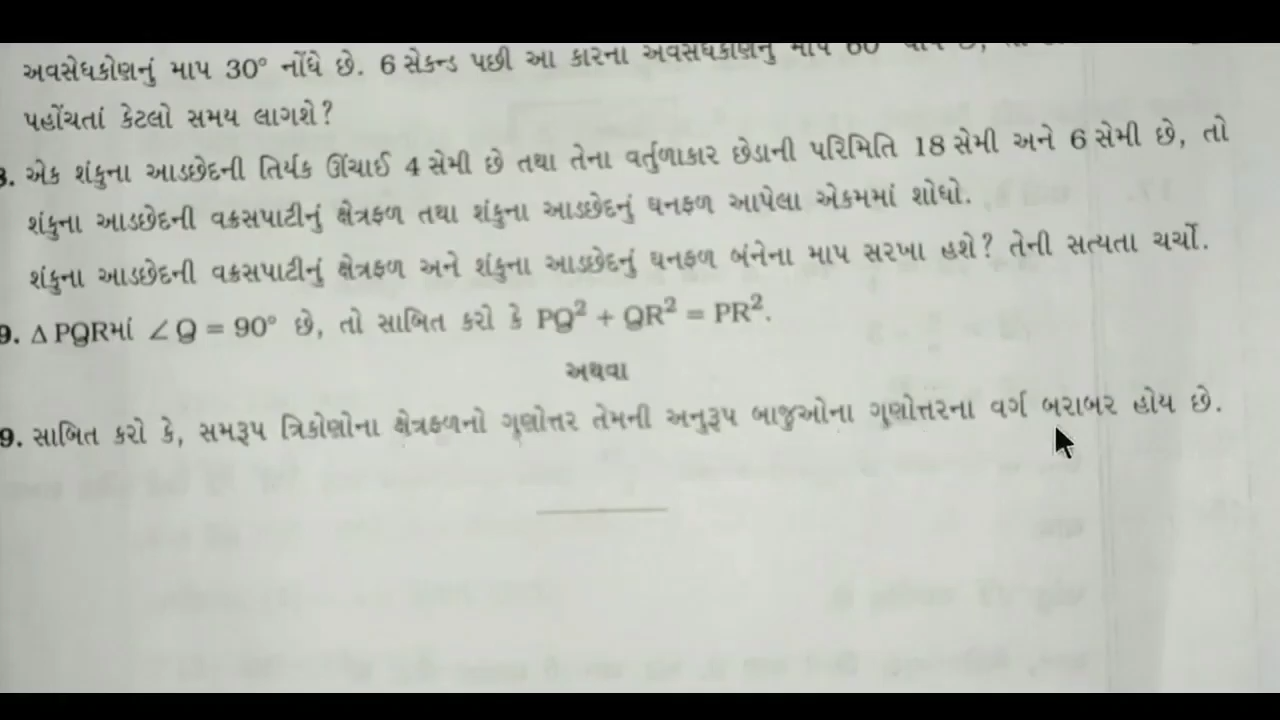 અવસેધકોણનું માપ 30° નોંધે છે. 6 સેકન્ડ પછી આ કારના અવસેધકોણનું માપ 60°
પહોંચતાં કેટલો સમય લાગશે?
8. એક શંકુના આડછેદની તિર્યક ઊંચાઈ 4 સેમી છે તથા તેના વર્તુળાકાર છેડાની પરિમિતિ 18 સેમી અને 6 સેમી છે, તો
શંકુના આડછેદની વક્રસપાટીનું ક્ષેત્રફળ તથા શંકુના આડછેદનું ઘનફળ આપેલા એકમમાં શોધો.
શંકુના આડછેદની વક્રસપાટીનું ક્ષેત્રફળ અને શંકુના આડછેદનું ઘનફળ બંનેના માપ સરખા હશે? તેની સત્યતા ચર્ચો.
9. Δ PQRમાં ∠Q = 90° છે, તો સાબિત કરો કે PQ² + QR² = PR².
અથવા
9. સાબિત કરો કે, સમરૂપ ત્રિકોણોના ક્ષેત્રફળનો ગુણોત્તર તેમની અનુરૂપ બાજુઓના ગુણોત્તરના વર્ગ બરાબર હોય છે.